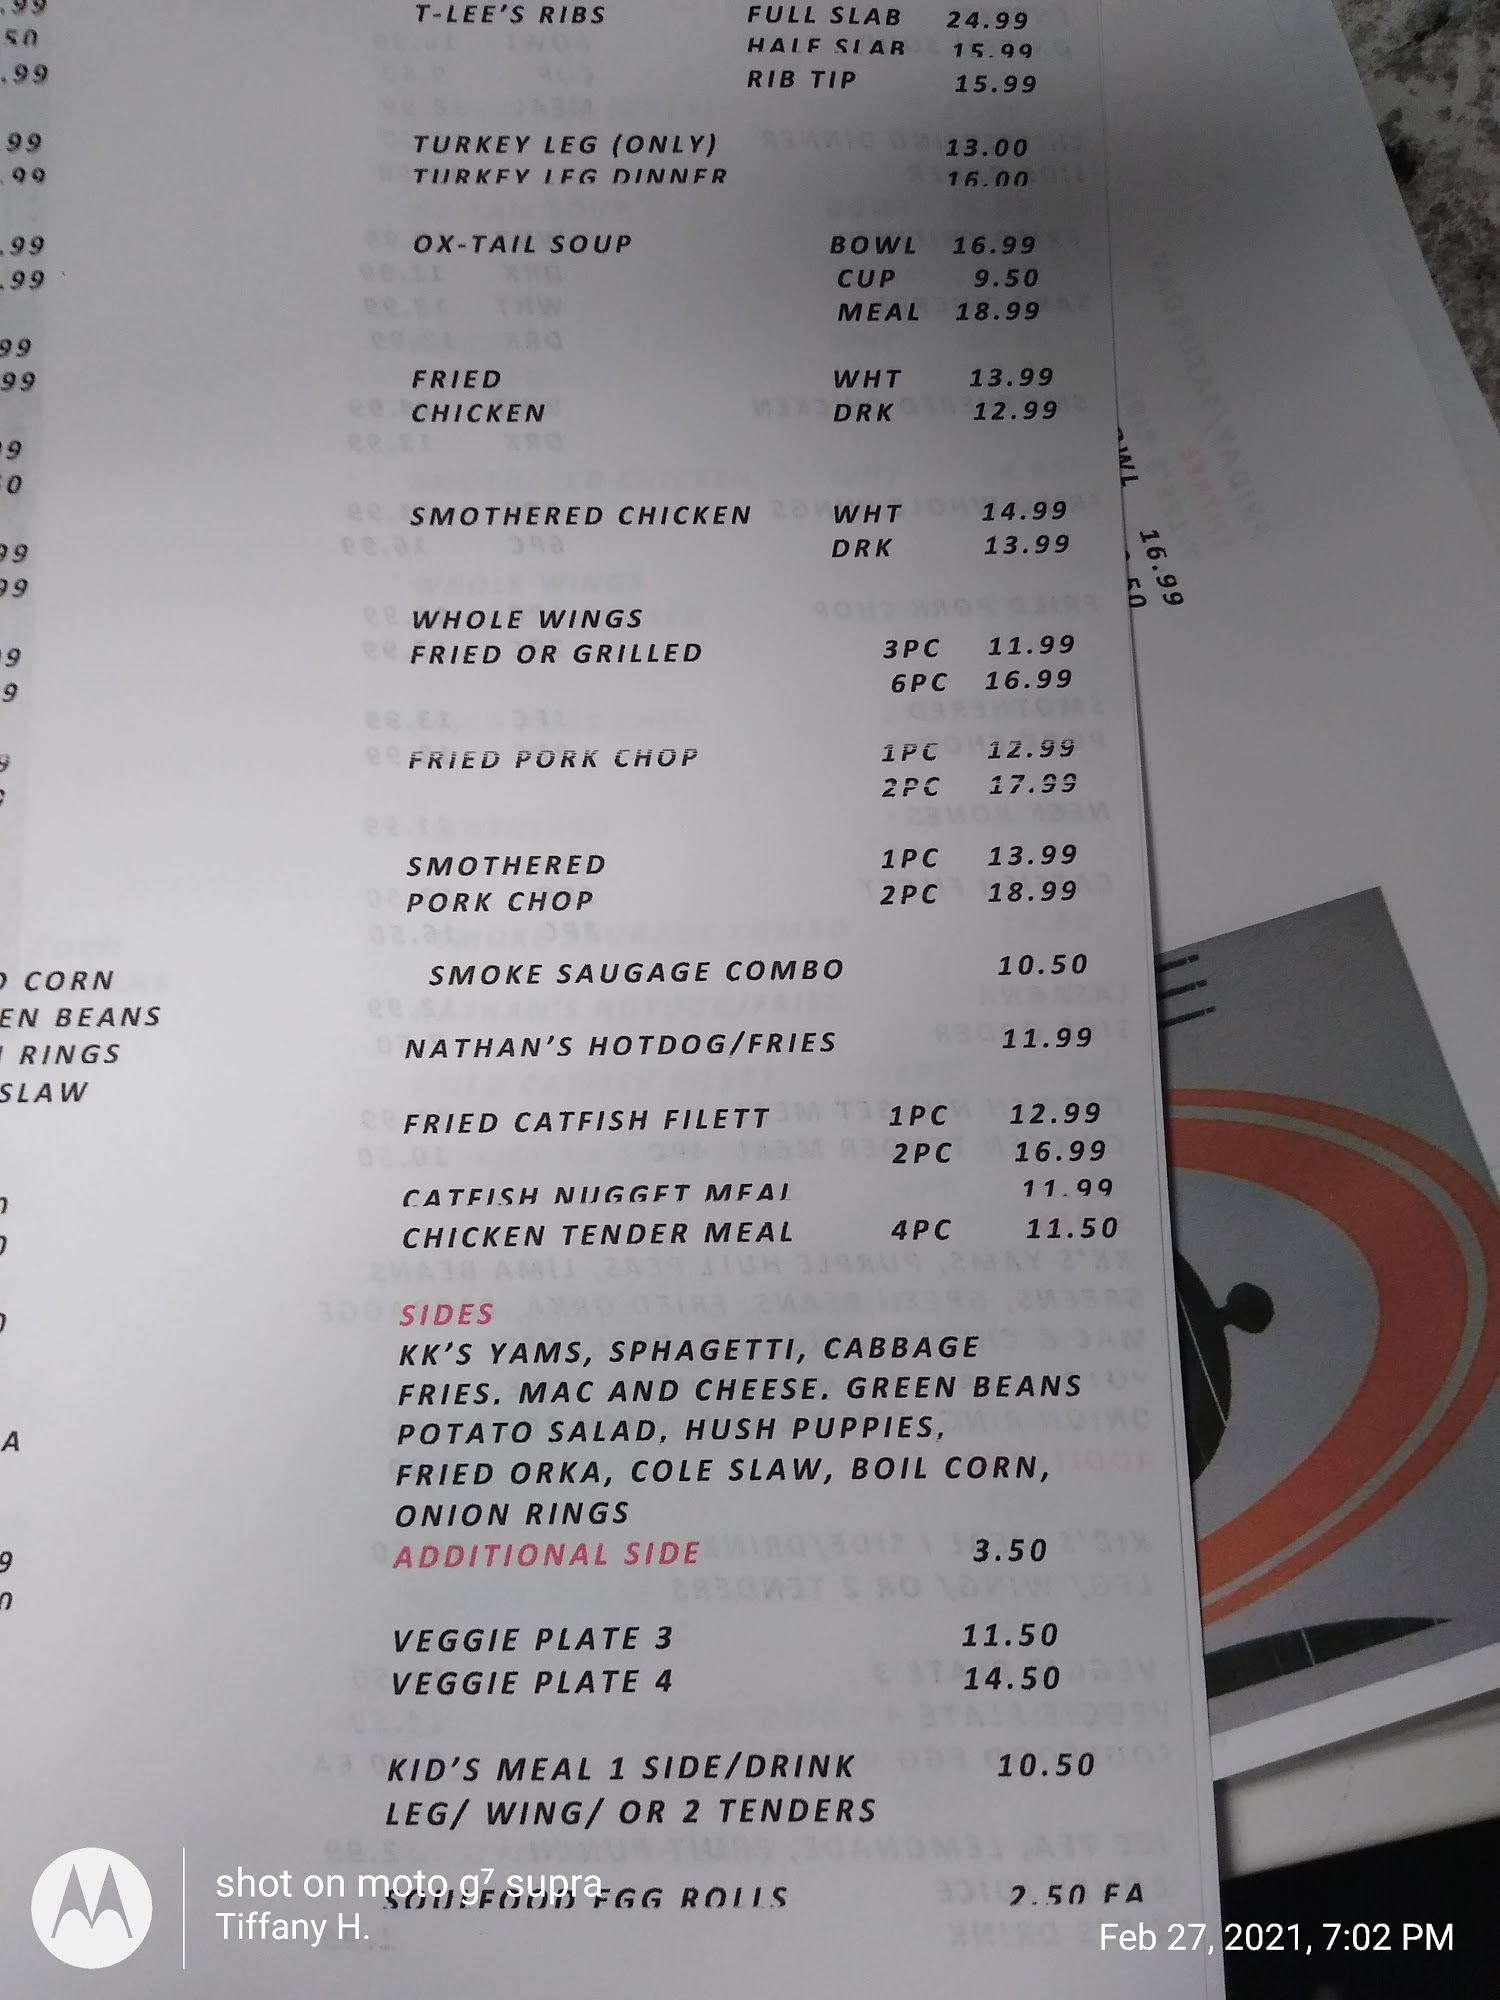 T-LEE'S RIBS FULL SLAB 24.99
HALF SLAB 15.99
RIB TIP 15.99
TURKEY LEG (ONLY) 13.00
TURKEY LEG DINNER 16.00
OX-TAIL SOUP BOWL 16.99
CUP 9.50
MEAL 18.99
FRIED WHT 13.99
CHICKEN DRK 12.99
SMOTHERED CHICKEN WHT 14.99
DRK 13.99
WHOLE WINGS
FRIED OR GRILLED 3PC 11.99
6PC 16.99
FRIED PORK CHOP 1PC 12.99
2PC 17.99
SMOTHERED 1PC 13.99
PORK CHOP 2PC 18.99
SMOKE SAUGAGE COMBO 10.50
NATHAN'S HOTDOG/FRIES 11.99
FRIED CATFISH FILETT 1PC 12.99
2PC 16.99
CATFISH NUGGET MEAL 11.99
CHICKEN TENDER MEAL 4PC 11.50
SIDES
KK'S YAMS, SPHAGETTI, CABBAGE
FRIES, MAC AND CHEESE, GREEN BEANS
POTATO SALAD, HUSH PUPPIES,
FRIED ORKA, COLE SLAW, BOIL CORN,
ONION RINGS
ADDITIONAL SIDE 3.50
VEGGIE PLATE 3 11.50
VEGGIE PLATE 4 14.50
KID'S MEAL 1 SIDE/DRINK 10.50
LEG/ WING/ OR 2 TENDERS
SOULFOOD EGG ROLLS 2.50 EA
CORN
BEANS
RINGS
SLAW
16.99
shot on moto g⁷ supra
Tiffany H.
Feb 27, 2021, 7:02 PM